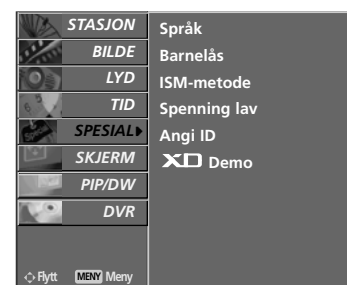 STASJON
BILDE
LYD
TID
SPESIAL
SKJERM
PIP/DW
DVR
Flytt MENY Meny
Språk
Barnelås
ISM-metode
Spenning lav
Angi ID
XD Demo